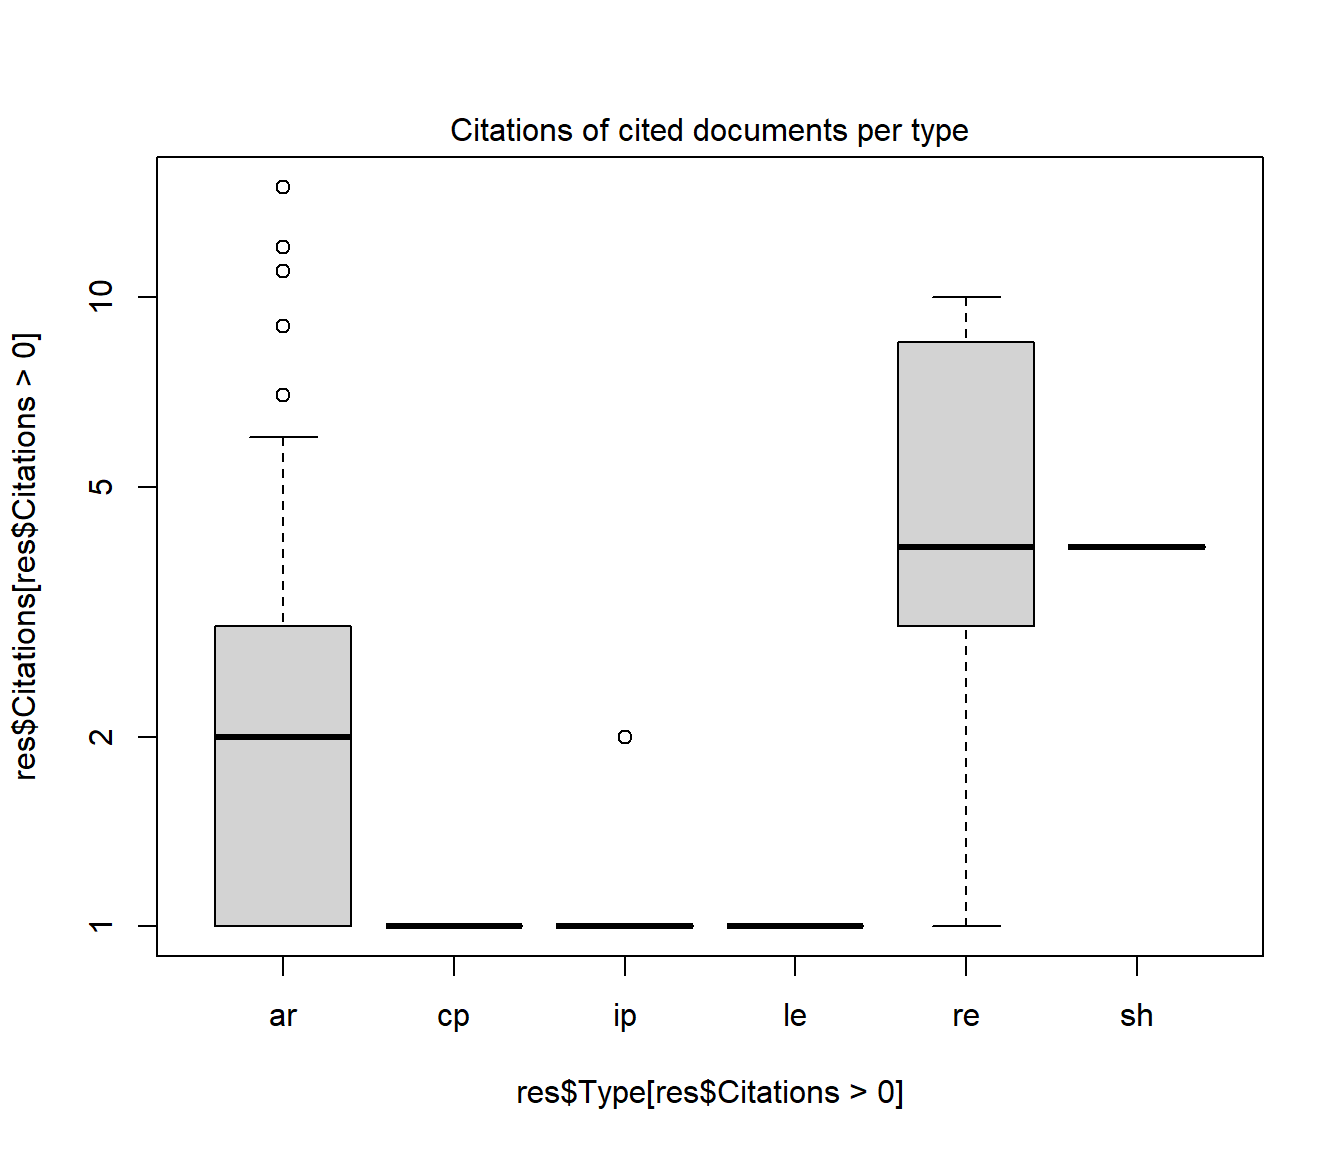 Citations of cited documents per type
res$Citations[res$Citations > 0]
10
5
2
1
ar cp ip le re sh
res$Type[res$Citations > 0]